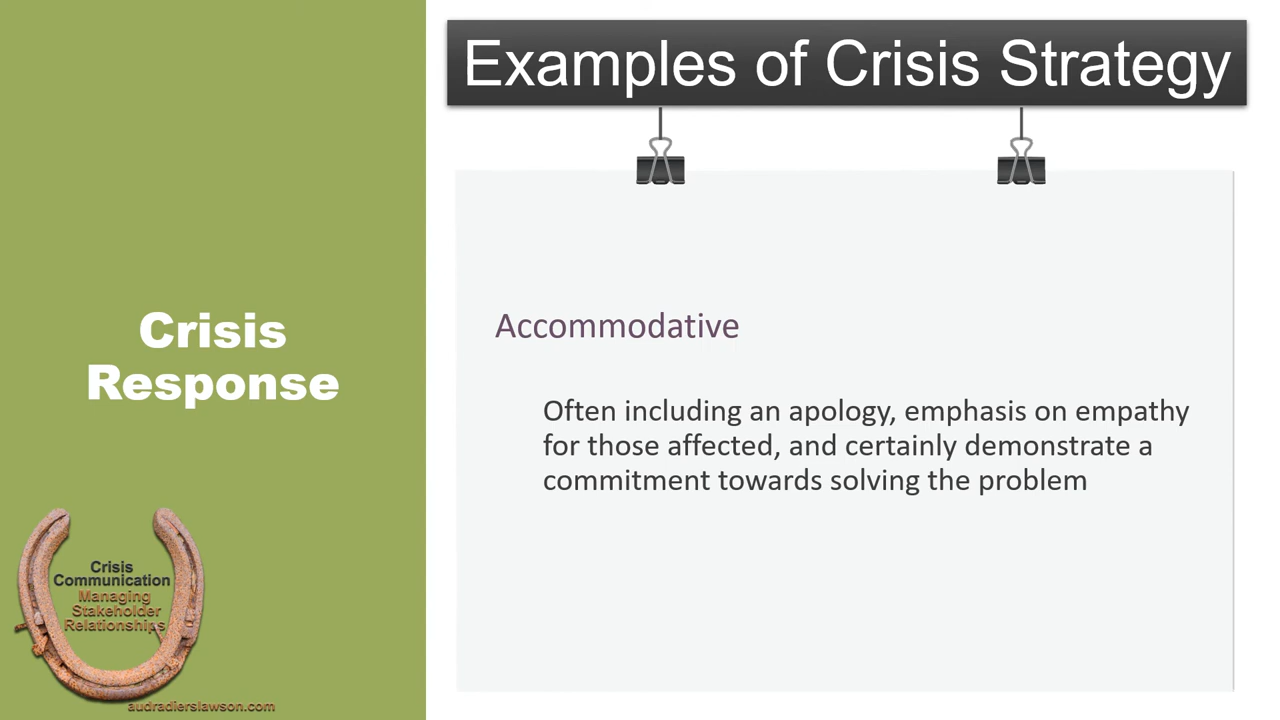 Examples of Crisis Strategy
Crisis
Response
Accommodative
Often including an apology, emphasis on empathy
for those affected, and certainly demonstrate a
commitment towards solving the problem
Crisis
Communication
Managing
Stakeholder
Relationships
audradierslawson.com